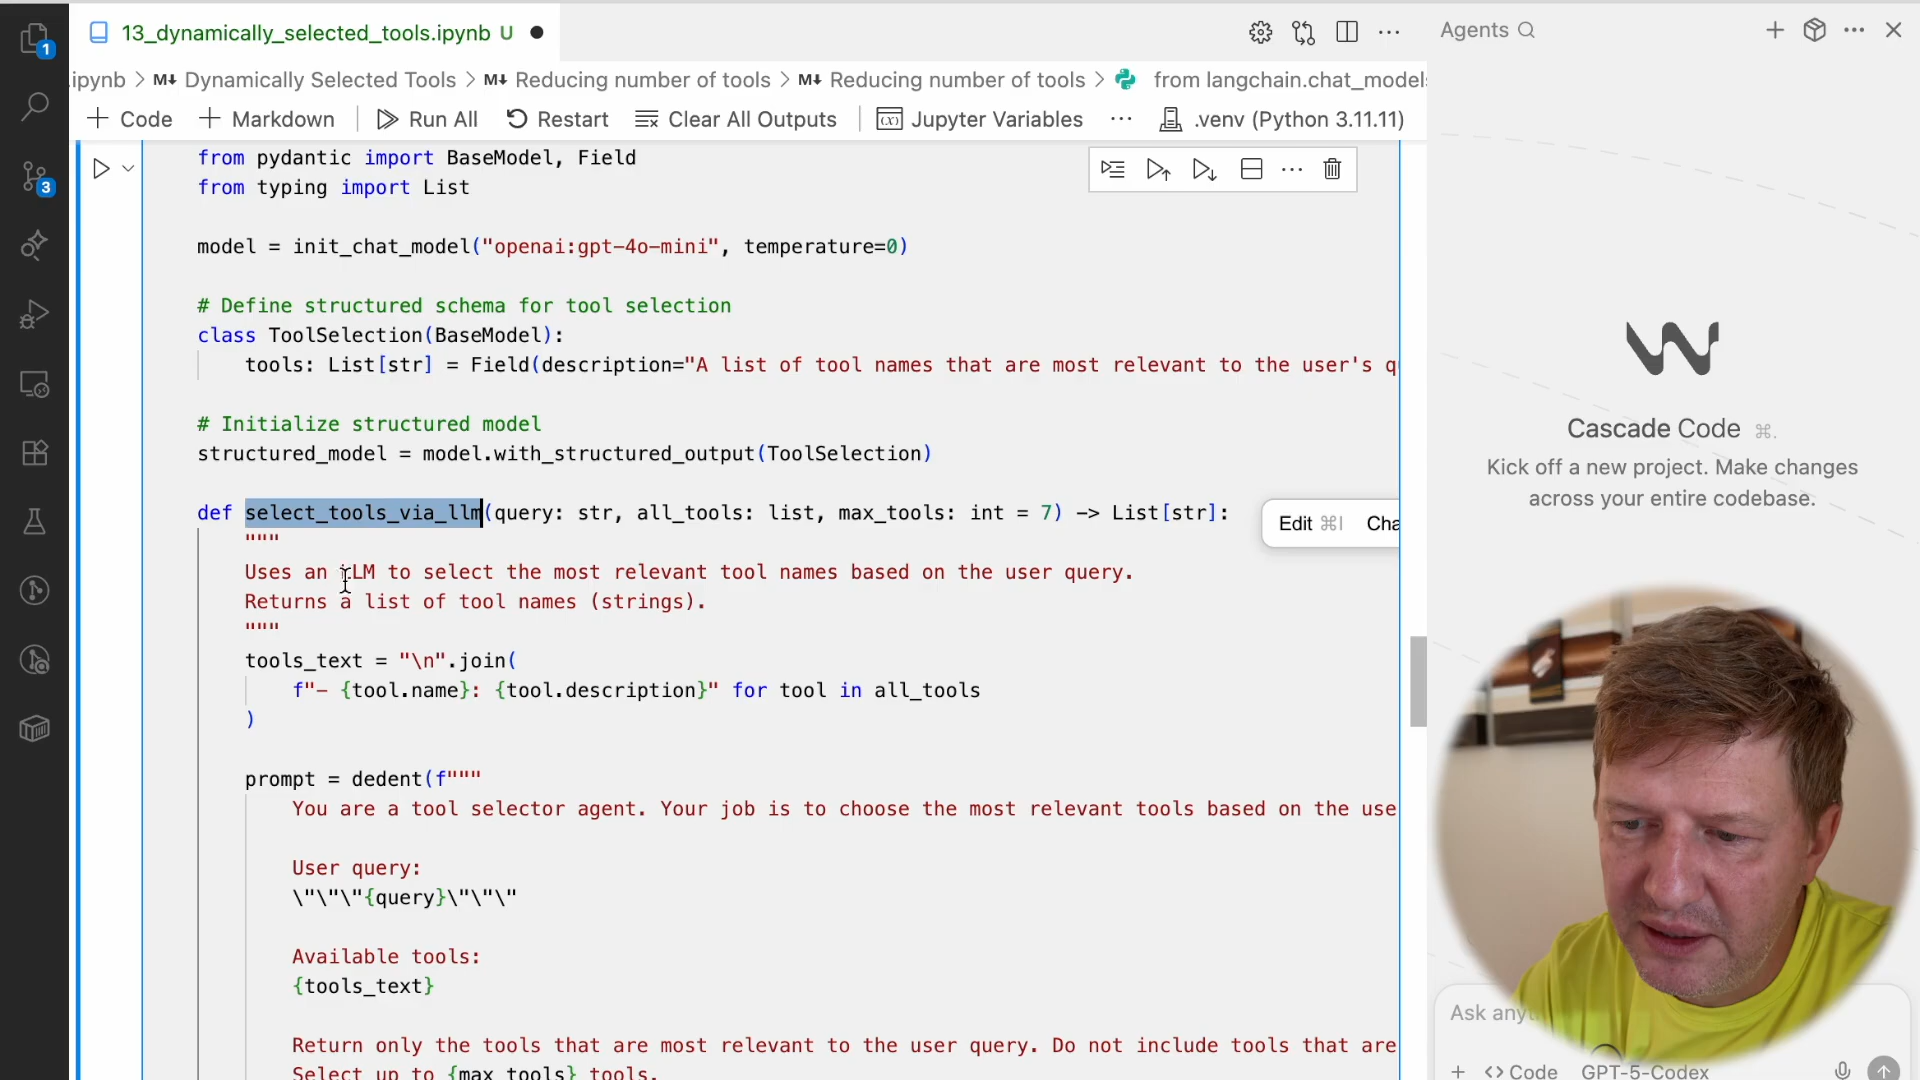 13_dynamically_selected_tools.ipynb U
Agents
.ipynb > M↓ Dynamically Selected Tools > M↓ Reducing number of tools > M↓ Reducing number of tools > from langchain.chat_models
+ Code + Markdown Run All Restart Clear All Outputs Jupyter Variables ... .venv (Python 3.11.11)
1
3
from pydantic import BaseModel, Field
from typing import List
model = init_chat_model("openai:gpt-4o-mini", temperature=0)
# Define structured schema for tool selection
class ToolSelection(BaseModel):
tools: List[str] = Field(description="A list of tool names that are most relevant to the user's q
# Initialize structured model
structured_model = model.with_structured_output(ToolSelection)
def select_tools_via_llm(query: str, all_tools: list, max_tools: int = 7) -> List[str]:
Edit ⌘I Cha
"""
Uses an LLM to select the most relevant tool names based on the user query.
Returns a list of tool names (strings).
"""
tools_text = "\n".join(
f"- {tool.name}: {tool.description}" for tool in all_tools
)
prompt = dedent(f"""
You are a tool selector agent. Your job is to choose the most relevant tools based on the use
User query:
\"\"\"{query}\"\"\"
Available tools:
{tools_text}
Return only the tools that are most relevant to the user query. Do not include tools that are
Select up to {max_tools} tools.
Cascade Code ⌘.
Kick off a new project. Make changes
across your entire codebase.
Ask any
+ <> Code GPT-5-Codex